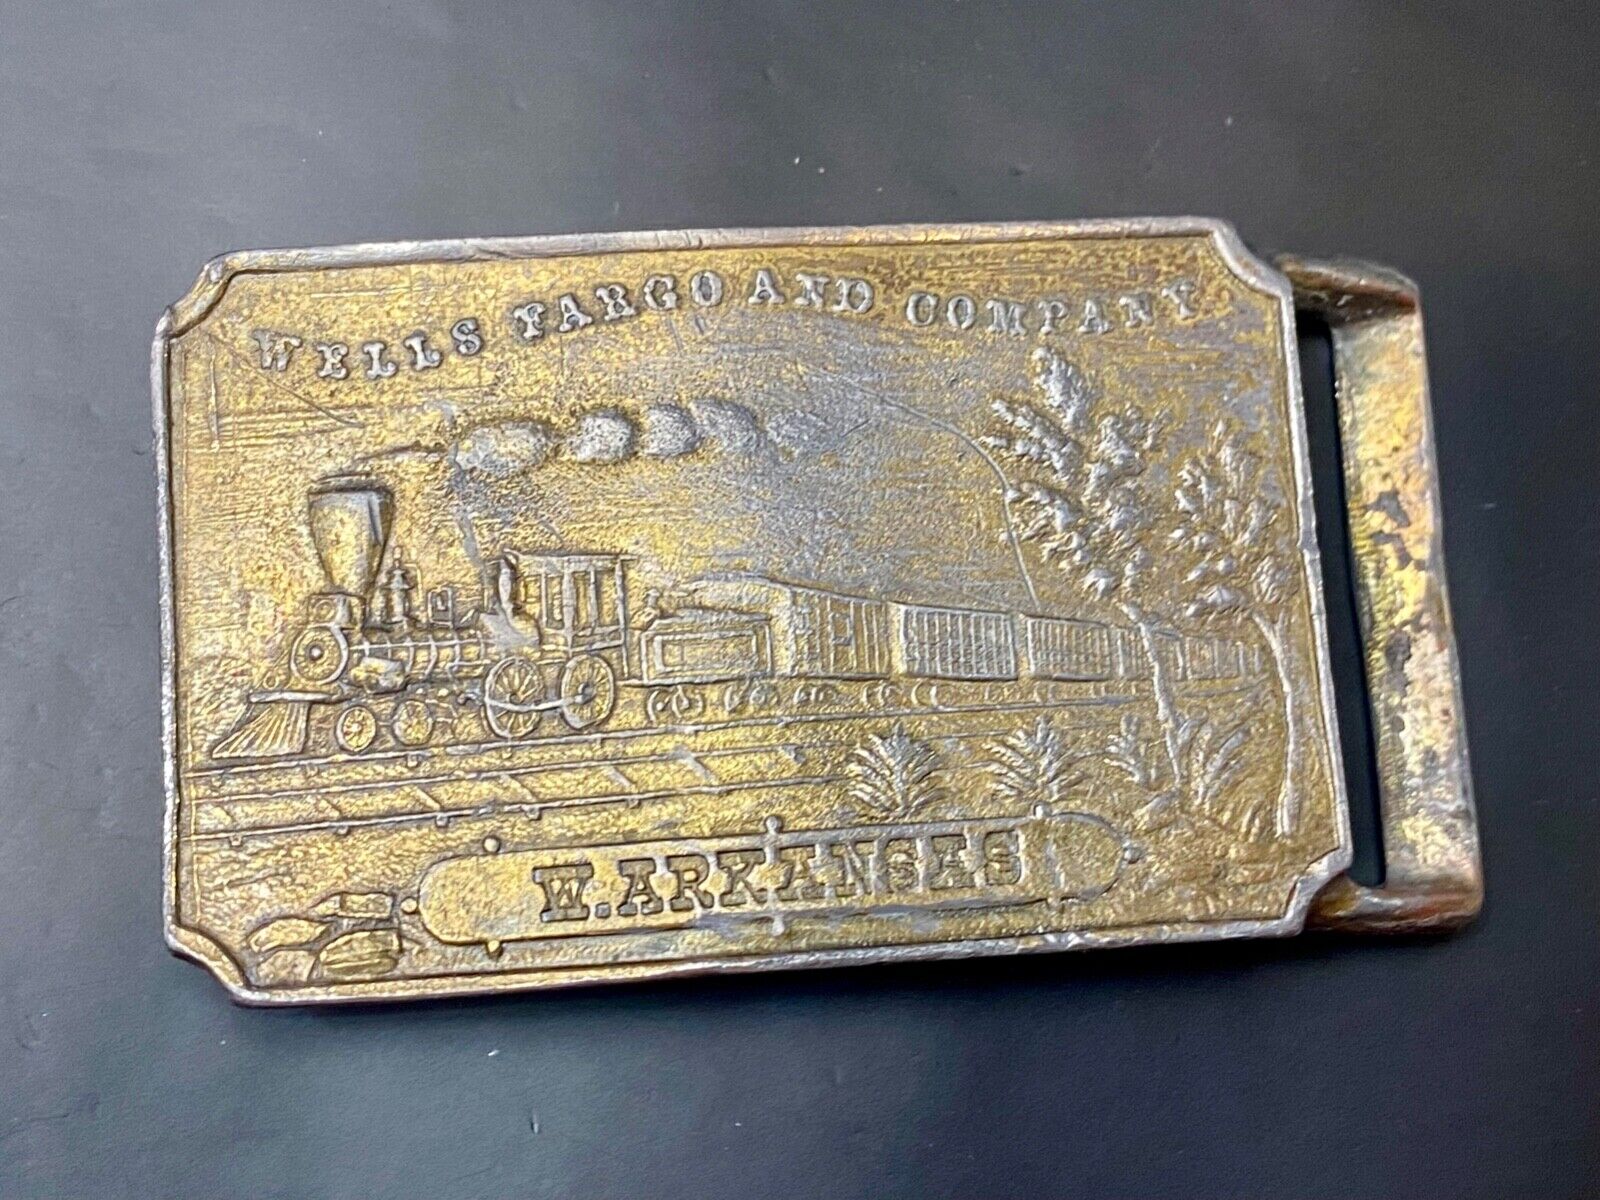 WELLS FARGO AND COMPANY
W. ARKANSAS